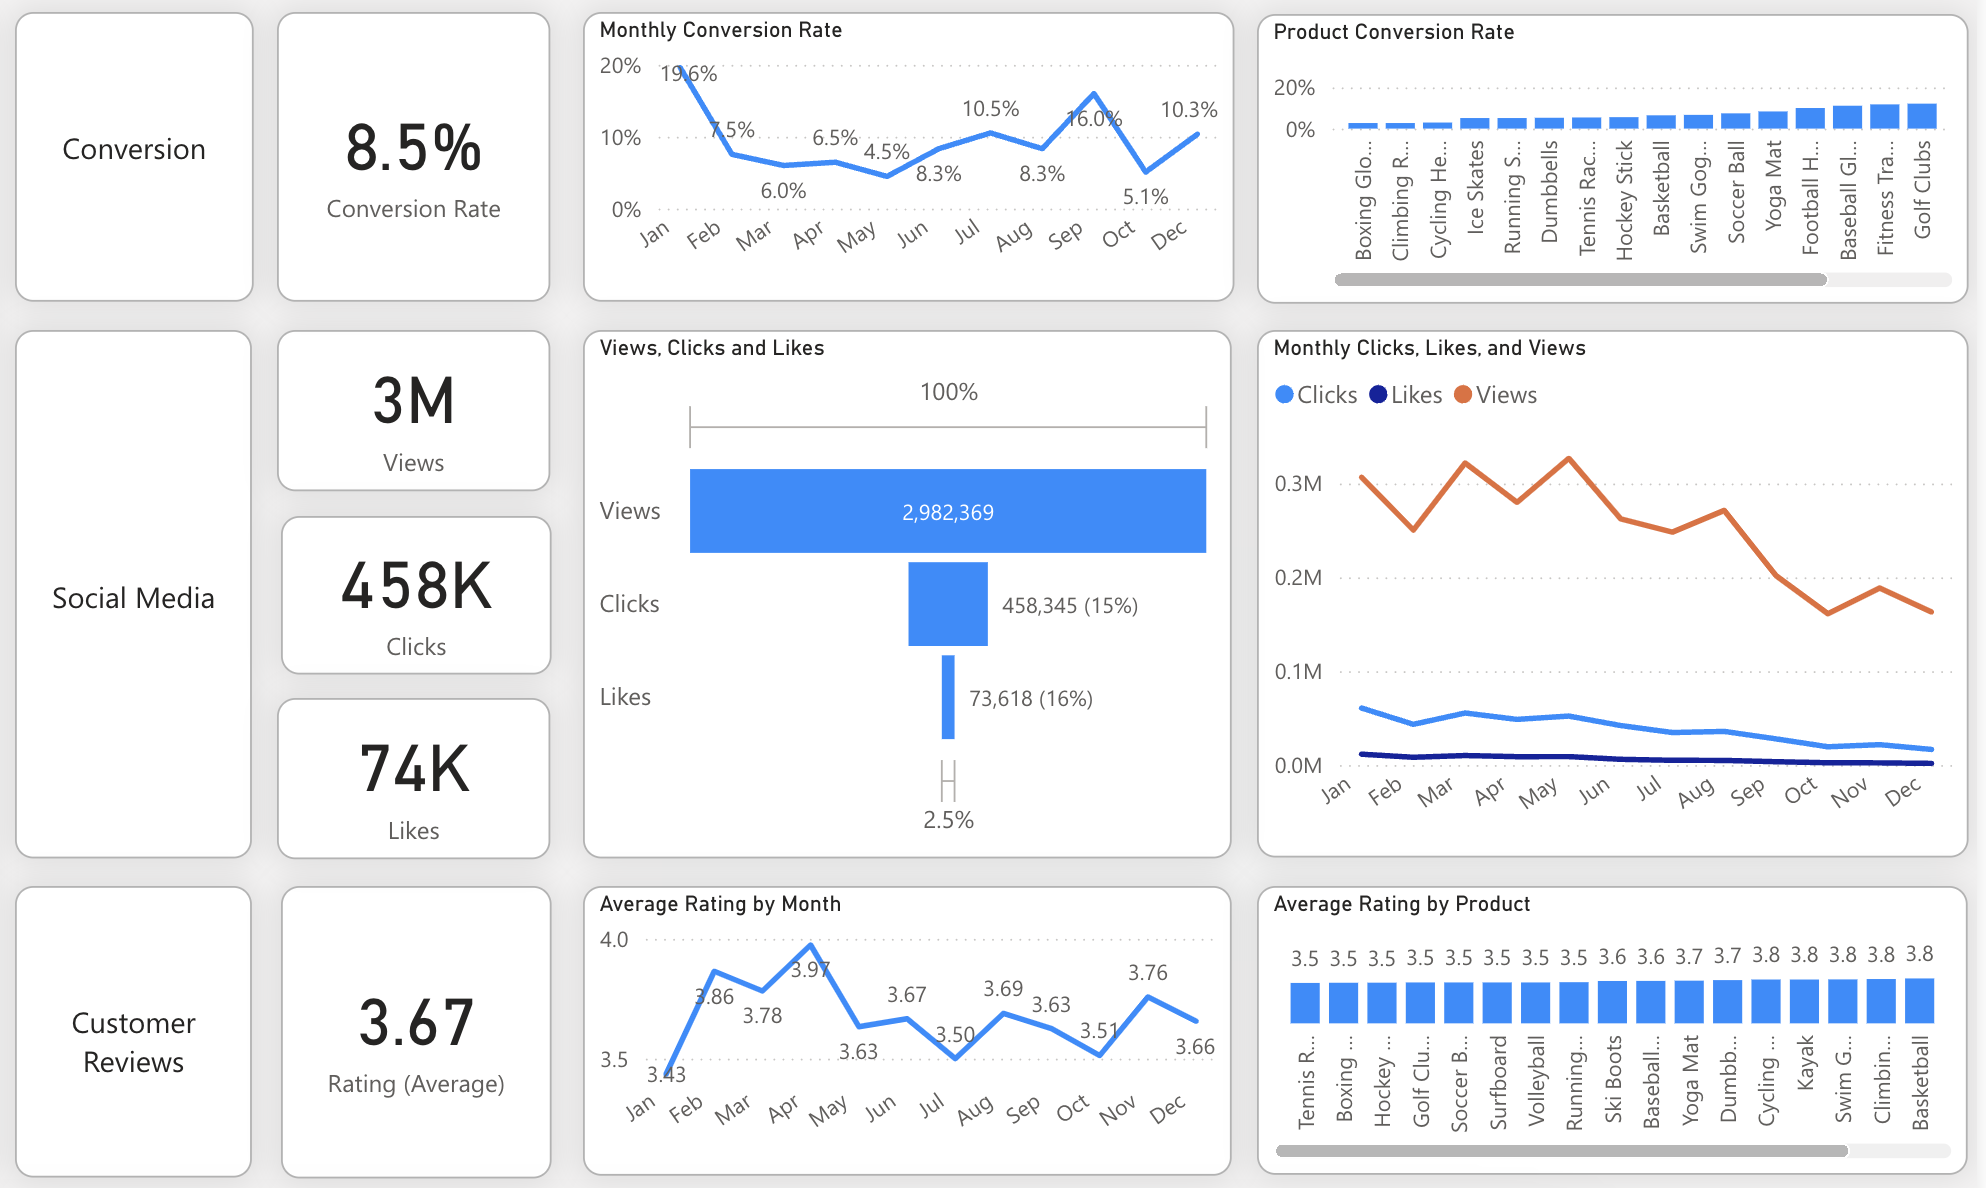 Conversion
8.5%
Conversion Rate
Monthly Conversion Rate
20%
10%
0%
19.6%
7.5%
6.0%
6.5%
4.5%
8.3%
10.5%
8.3%
16.0%
5.1%
10.3%
Jan
Feb
Mar
Apr
May
Jun
Jul
Aug
Sep
Oct
Dec
Product Conversion Rate
20%
0%
Boxing Glo...
Climbing R...
Cycling He...
Ice Skates
Running S...
Dumbbells
Tennis Rac...
Hockey Stick
Basketball
Swim Gog...
Soccer Ball
Yoga Mat
Football H...
Baseball Gl...
Fitness Tra...
Golf Clubs
Social Media
3M
Views
458K
Clicks
74K
Likes
Views, Clicks and Likes
100%
Views
2,982,369
Clicks
458,345 (15%)
Likes
73,618 (16%)
2.5%
Monthly Clicks, Likes, and Views
Clicks Likes Views
0.3M
0.2M
0.1M
0.0M
Jan
Feb
Mar
Apr
May
Jun
Jul
Aug
Sep
Oct
Nov
Dec
Customer
Reviews
3.67
Rating (Average)
Average Rating by Month
4.0
3.5
3.43
3.86
3.78
3.97
3.63
3.67
3.50
3.69
3.63
3.51
3.76
3.66
Jan
Feb
Mar
Apr
May
Jun
Jul
Aug
Sep
Oct
Nov
Dec
Average Rating by Product
3.5 3.5 3.5 3.5 3.5 3.5 3.5 3.5 3.6 3.6 3.7 3.7 3.8 3.8 3.8 3.8 3.8
Tennis R...
Boxing ...
Hockey ...
Golf Clu...
Soccer B...
Surfboard
Volleyball
Running...
Ski Boots
Baseball...
Yoga Mat
Dumbb...
Cycling ...
Kayak
Swim G...
Climbin...
Basketball